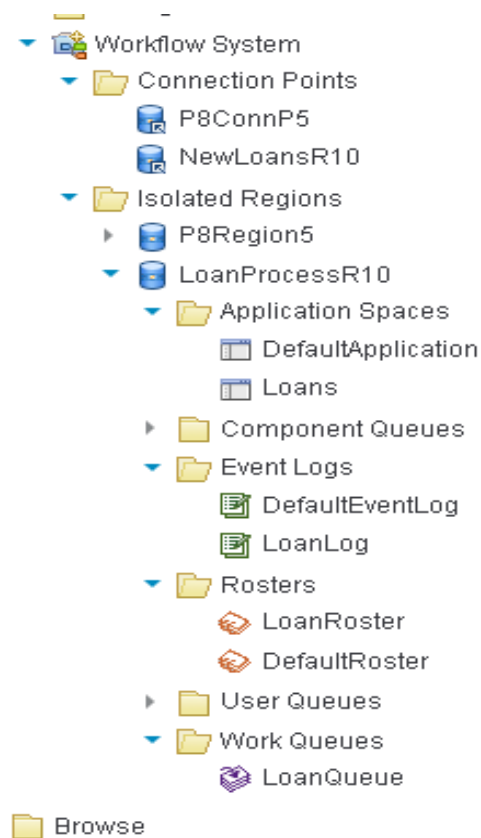 Workflow System
Connection Points
P8ConnP5
NewLoansR10
Isolated Regions
P8Region5
LoanProcessR10
Application Spaces
DefaultApplication
Loans
Component Queues
Event Logs
DefaultEventLog
LoanLog
Rosters
LoanRoster
DefaultRoster
User Queues
Work Queues
LoanQueue
Browse